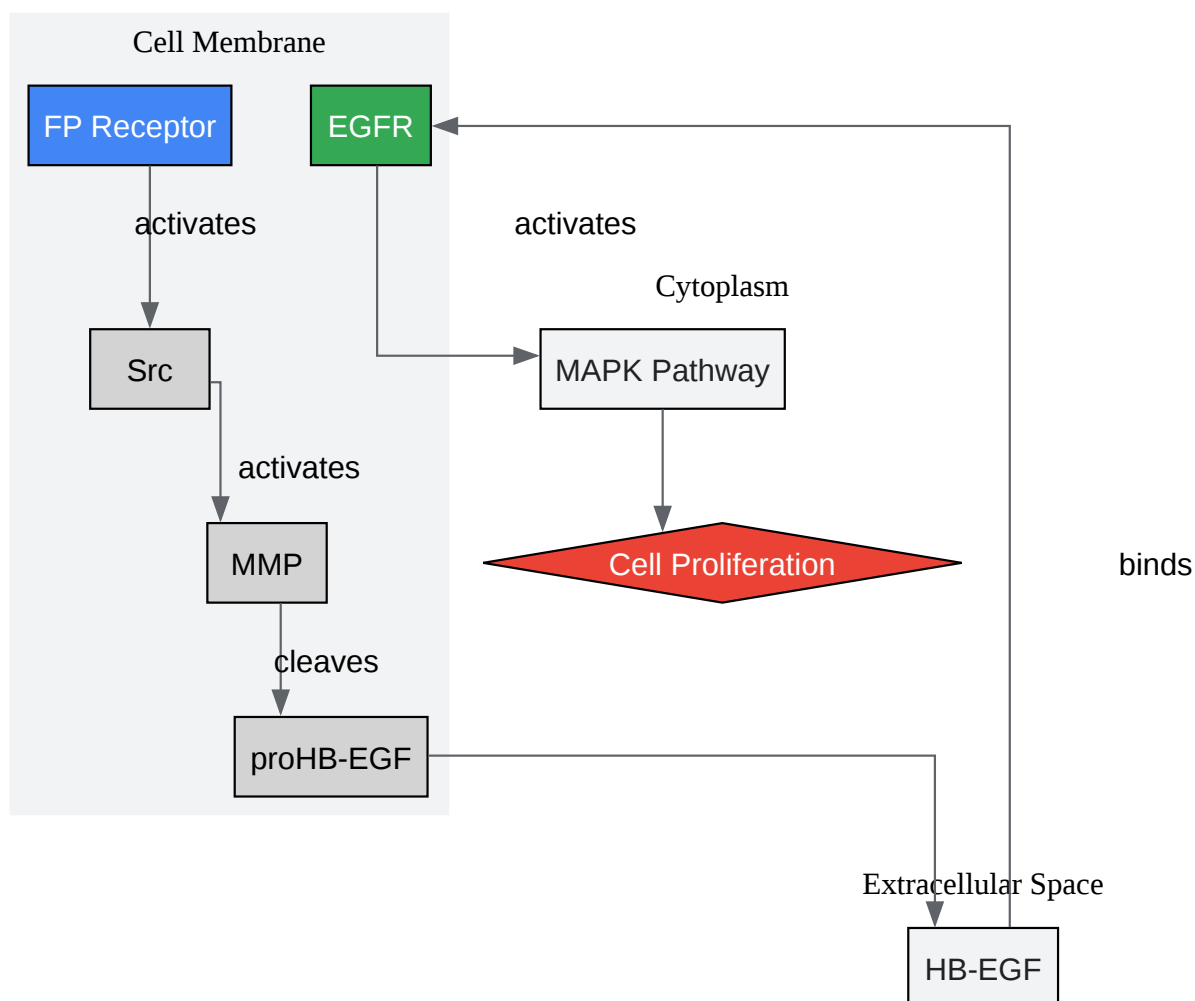 Cell Membrane
FP Receptor
EGFR
activates
activates
Cytoplasm
Src
MAPK Pathway
activates
MMP
Cell Proliferation
binds
cleaves
proHB-EGF
Extracellular Space
HB-EGF